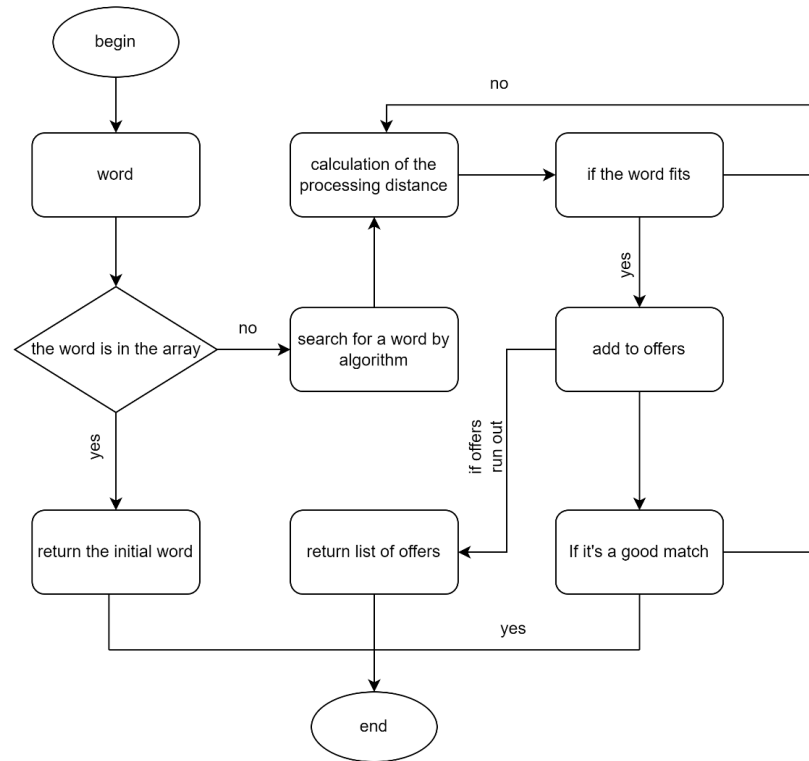 begin
no
word
calculation of the
processing distance
if the word fits
yes
the word is in the array
no
search for a word by
algorithm
add to offers
yes
if offers
run out
return the initial word
return list of offers
If it's a good match
yes
end